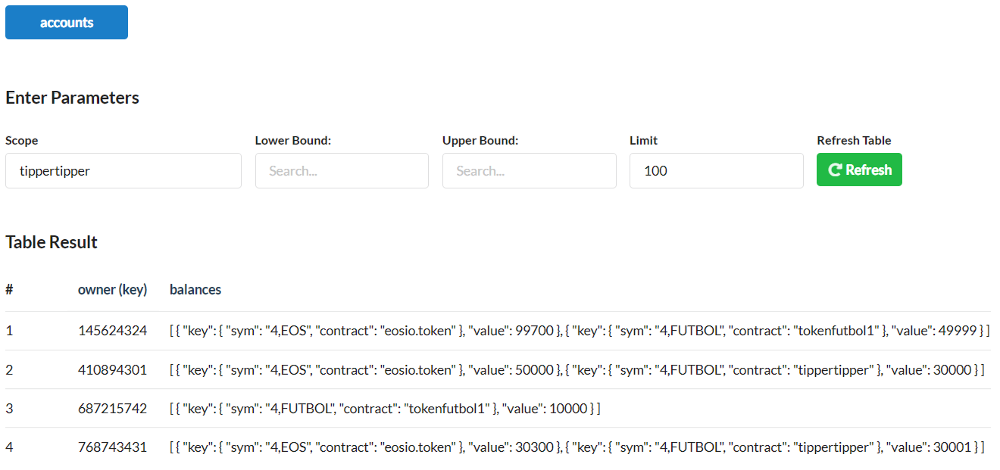 accounts
Enter Parameters
Scope Lower Bound: Upper Bound: Limit Refresh Table
tippertipper Search... Search... 100 Refresh
Table Result
# owner (key) balances
1 145624324 [ { "key": { "sym": "4,EOS", "contract": "eosio.token" }, "value": 99700 }, { "key": { "sym": "4,FUTBOL", "contract": "tokenfutbol1" }, "value": 49999 } ]
2 410894301 [ { "key": { "sym": "4,EOS", "contract": "eosio.token" }, "value": 50000 }, { "key": { "sym": "4,FUTBOL", "contract": "tippertipper" }, "value": 30000 } ]
3 687215742 [ { "key": { "sym": "4,FUTBOL", "contract": "tokenfutbol1" }, "value": 10000 } ]
4 768743431 [ { "key": { "sym": "4,EOS", "contract": "eosio.token" }, "value": 30300 }, { "key": { "sym": "4,FUTBOL", "contract": "tippertipper" }, "value": 30001 } ]